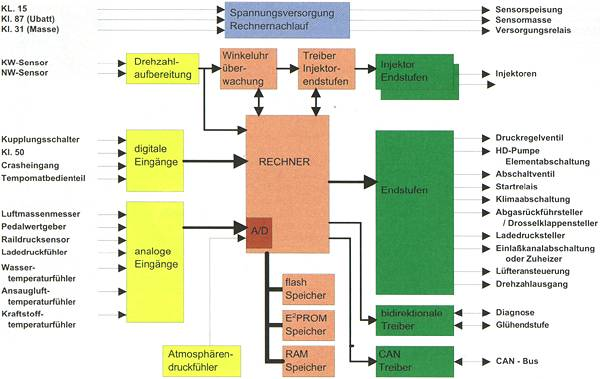 KL. 15
Kl. 87 (Ubatt)
Kl. 31 (Masse)
Spannungsversorgung
Rechnernachlauf
Sensorspeisung
Sensormasse
Versorgungsrelais
KW-Sensor
NW-Sensor
Drehzahl-
aufbereitung
Winkeluhr
über-
wachung
Treiber
Injektor-
endstufen
Injektor
Endstufen
Injektoren
Kupplungsschalter
Kl. 50
Crasheingang
Tempomatbedienteil
digitale
Eingänge
RECHNER
Endstufen
Druckregelventil
HD-Pumpe
Elementabschaltung
Abschaltventil
Startrelais
Klimaabschaltung
Abgasrückführsteller
/ Drosselklappensteller
Ladedrucksteller
Einlaßkanalabschaltung
oder Zuheizer
Lüfteransteuerung
Drehzahlausgang
Luftmassenmesser
Pedalwertgeber
Raildrucksensor
Ladedruckfühler
Wasser-
temperaturfühler
Ansaugluft-
temperaturfühler
Kraftstoff-
temperaturfühler
analoge
Eingänge
A/D
flash
Speicher
E²PROM
Speicher
RAM
Speicher
Atmosphären-
druckfühler
bidirektionale
Treiber
Diagnose
Glühendstufe
CAN
Treiber
CAN - Bus